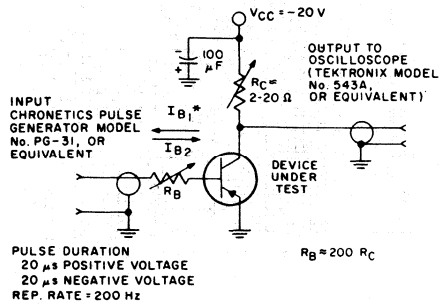 VCC = -20 V
-
100
μF
+
RC ≈
2-20 Ω
OUTPUT TO
OSCILLOSCOPE
(TEKTRONIX MODEL
No. 543A,
OR EQUIVALENT)
INPUT
CHRONETICS PULSE
GENERATOR MODEL
No. PG-31, OR
EQUIVALENT
IB1*
IB2
RB
DEVICE
UNDER
TEST
PULSE DURATION
20 μs POSITIVE VOLTAGE
20 μs NEGATIVE VOLTAGE
REP. RATE = 200 Hz
RB ≈ 200 RC